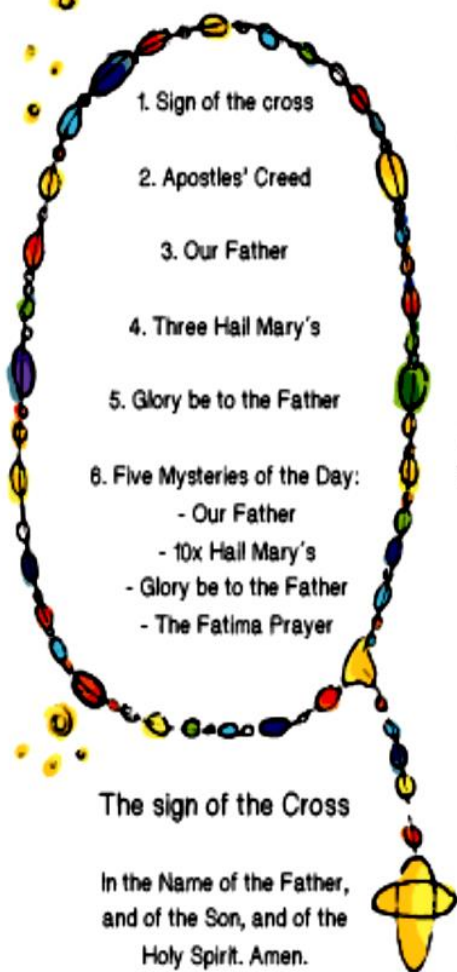 1. Sign of the cross
2. Apostles' Creed
3. Our Father
4. Three Hail Mary's
5. Glory be to the Father
6. Five Mysteries of the Day:
- Our Father
- 10x Hail Mary's
- Glory be to the Father
- The Fatima Prayer
The sign of the Cross
In the Name of the Father,
and of the Son, and of the
Holy Spirit. Amen.